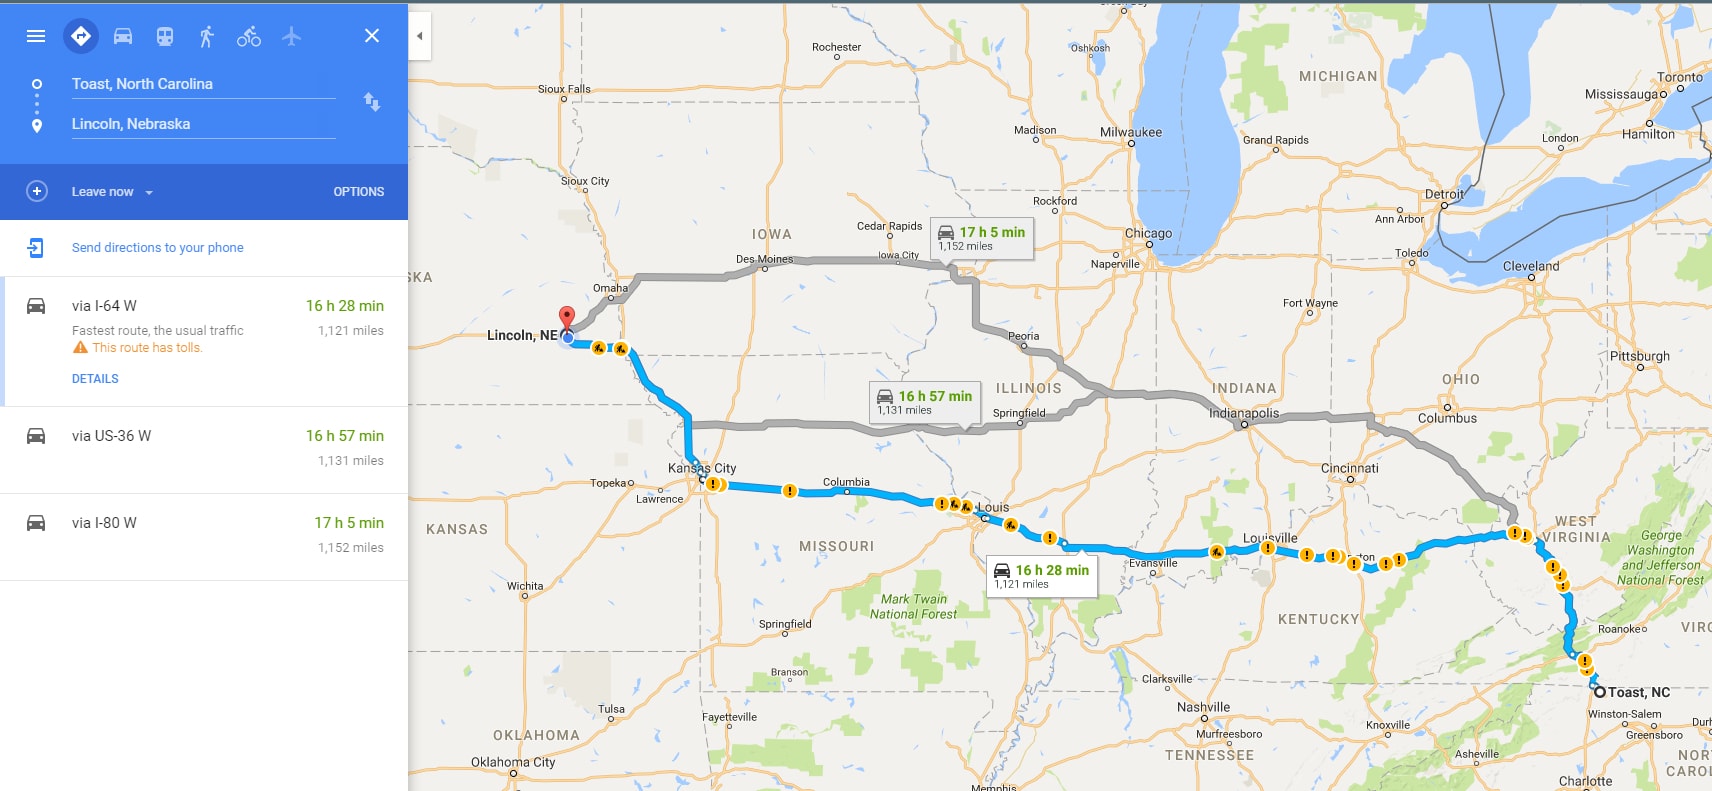 Toast, North Carolina
Lincoln, Nebraska
Leave now
OPTIONS
Send directions to your phone
via I-64 W
16 h 28 min
Fastest route, the usual traffic
1,121 miles
This route has tolls.
DETAILS
via US-36 W
16 h 57 min
1,131 miles
via I-80 W
17 h 5 min
1,152 miles
Rochester
Oshkosh
MICHIGAN
Toronto
Sioux Falls
Mississauga
Madison
Milwaukee
Grand Rapids
London
Hamilton
Sioux City
Rockford
Detroit
Ann Arbor
IOWA
Cedar Rapids
17 h 5 min
1,152 miles
Chicago
Des Moines
Iowa City
Naperville
Toledo
Cleveland
SKA
Omaha
Fort Wayne
Lincoln, NE
Peoria
Pittsburgh
ILLINOIS
INDIANA
OHIO
16 h 57 min
1,131 miles
Springfield
Indianapolis
Columbus
Kansas City
Cincinnati
Topeka
Columbia
Lawrence
Louis
KANSAS
MISSOURI
Louisville
WEST
VIRGINIA
George
Washington
and Jefferson
National Forest
ton
Evansville
16 h 28 min
1,121 miles
Wichita
Mark Twain
National Forest
KENTUCKY
Springfield
Roanoke
VIRG
Branson
Clarksville
Toast, NC
Tulsa
Fayetteville
Nashville
Winston-Salem
Knoxville
Durh
OKLAHOMA
Murfreesboro
Greensboro
TENNESSEE
Asheville
NORT
CAROL
Oklahoma City
Charlotte
Memphis